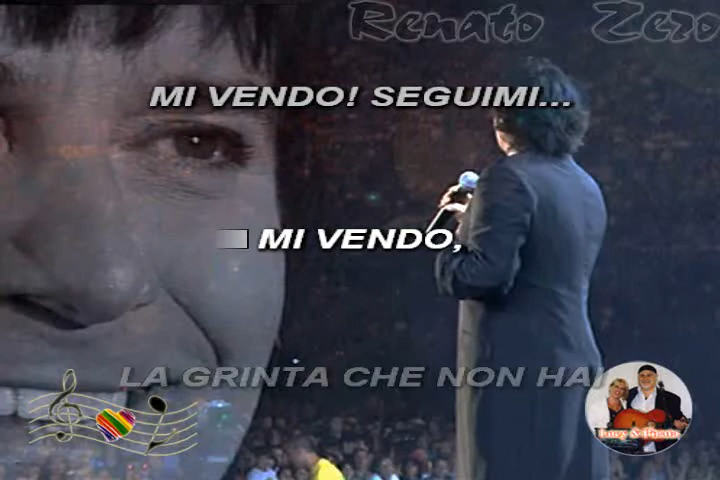 Renato Zero
MI VENDO! SEGUIMI...
MI VENDO,
LA GRINTA CHE NON HAI